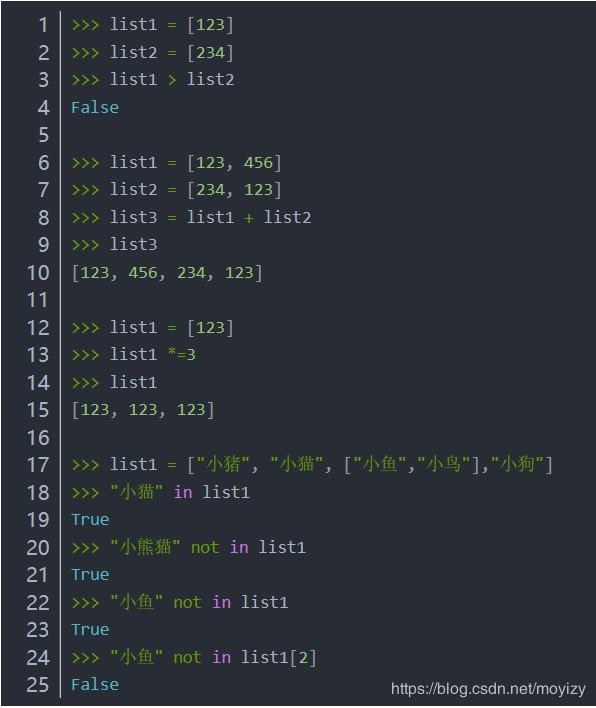 1 >>> list1 = [123]
2 >>> list2 = [234]
3 >>> list1 > list2
4 False
5
6 >>> list1 = [123, 456]
7 >>> list2 = [234, 123]
8 >>> list3 = list1 + list2
9 >>> list3
10 [123, 456, 234, 123]
11
12 >>> list1 = [123]
13 >>> list1 *=3
14 >>> list1
15 [123, 123, 123]
16
17 >>> list1 = ["小猪", "小猫", ["小鱼","小鸟"],"小狗"]
18 >>> "小猫" in list1
19 True
20 >>> "小熊猫" not in list1
21 True
22 >>> "小鱼" not in list1
23 True
24 >>> "小鱼" not in list1[2]
25 False
https://blog.csdn.net/moyizy